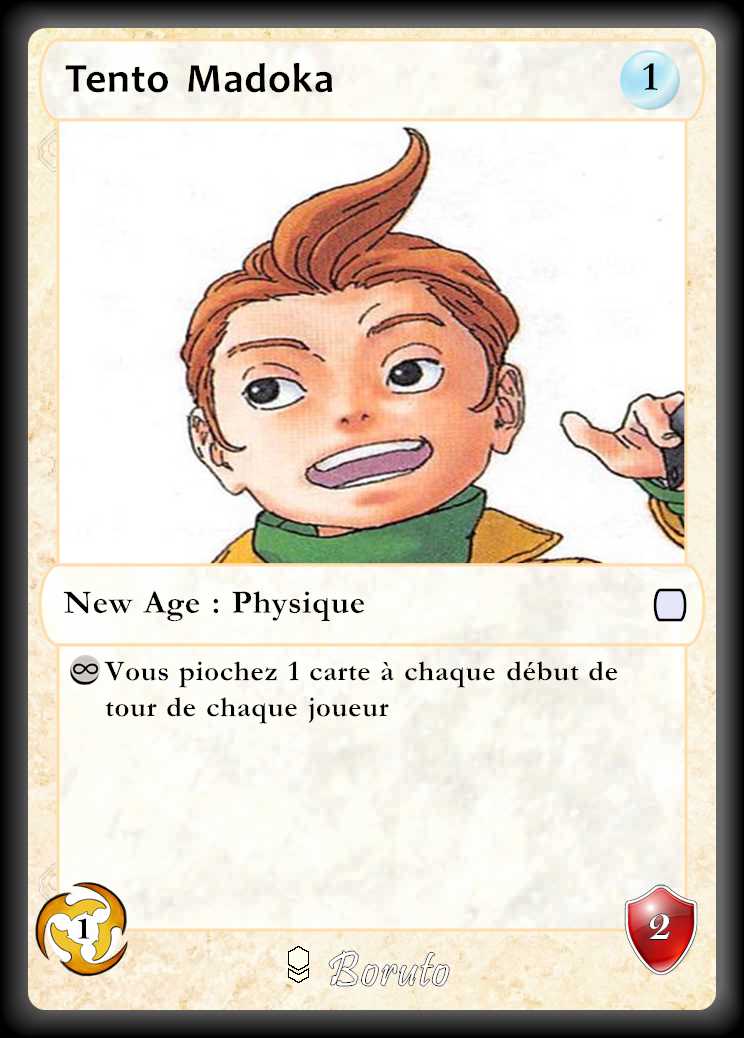 Tento Madoka
1
New Age : Physique
∞ Vous piochez 1 carte à chaque début de
tour de chaque joueur
1
2
Boruto